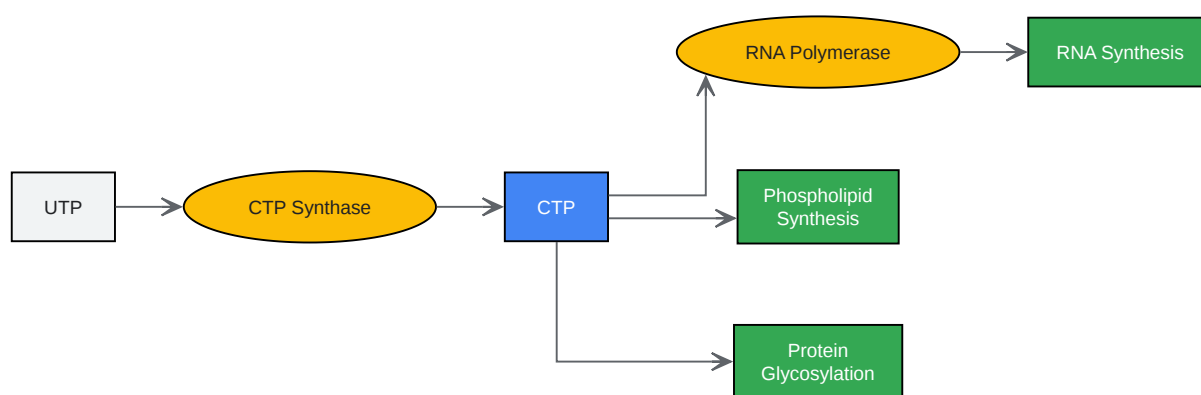 RNA Polymerase
RNA Synthesis
UTP
CTP Synthase
CTP
Phospholipid
Synthesis
Protein
Glycosylation